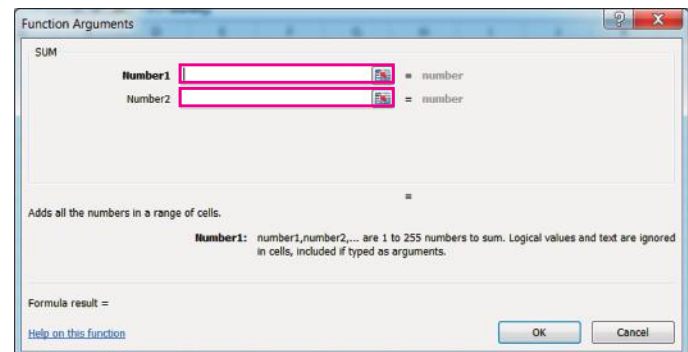 Function Arguments
SUM
Number1 = number
Number2 = number
=
Adds all the numbers in a range of cells.
Number1: number1,number2,... are 1 to 255 numbers to sum. Logical values and text are ignored
in cells, included if typed as arguments.
Formula result =
Help on this function OK Cancel